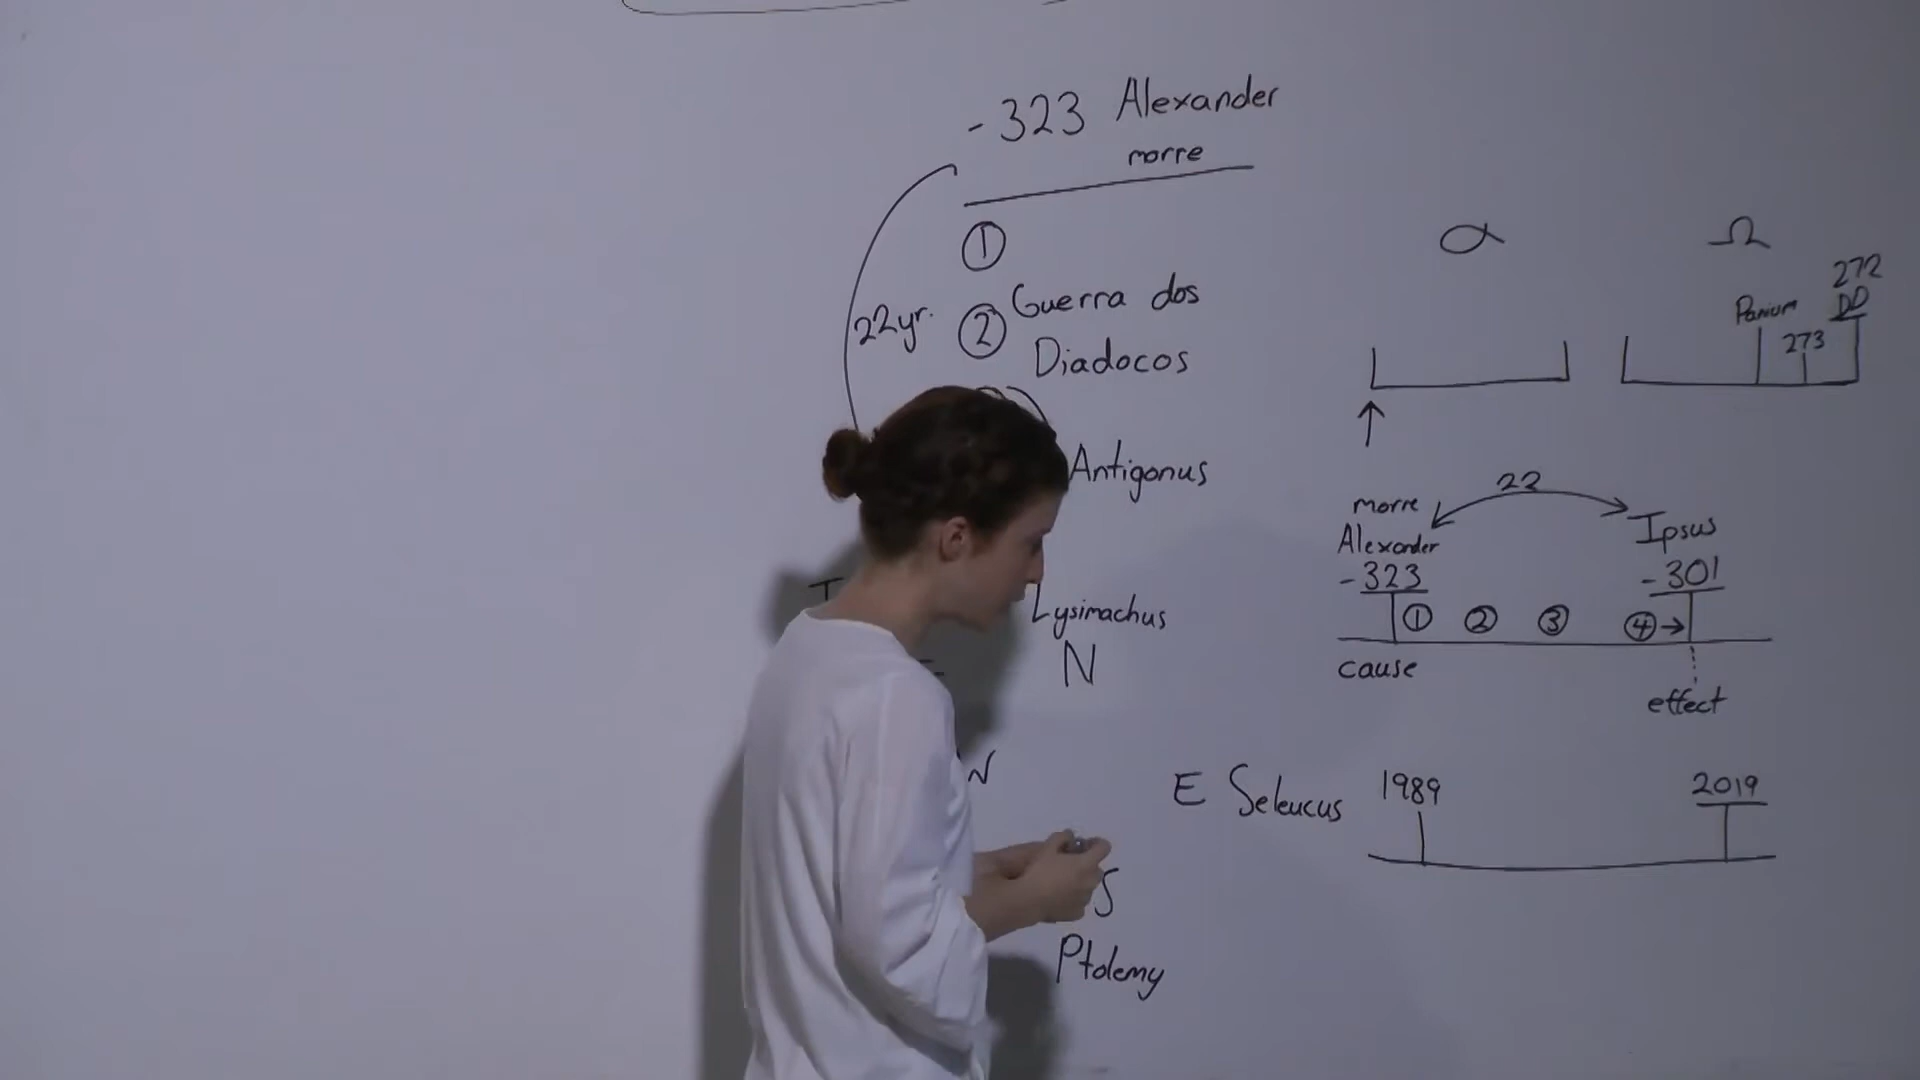 -323 Alexander
morre
①
22yr.
② Guerra dos
Diadocos
Antigonus
Lysimachus
N
E Seleucus
S
Ptolemy
α
Ω
272
DD
Panium
273
22
morre
Alexander
-323
Ipsus
-301
① ② ③ ④→
cause
effect
1989
2019